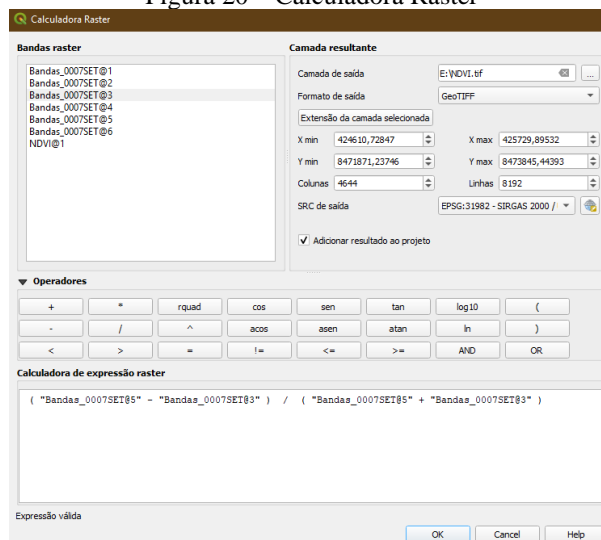 Figura 20 – Calculadora Raster
Calculadora Raster
Bandas raster
Bandas_0007SET@1
Bandas_0007SET@2
Bandas_0007SET@3
Bandas_0007SET@4
Bandas_0007SET@5
Bandas_0007SET@6
NDVI@1
Camada resultante
Camada de saída E:\NDVI.tif ...
Formato de saída GeoTIFF
Extensão da camada selecionada
X min 424610,72847 X max 425729,89532
Y min 8471871,23746 Y max 8473845,44393
Colunas 4644 Linhas 8192
SRC de saída EPSG:31982 - SIRGAS 2000 /
Adicionar resultado ao projeto
Operadores
+ * rquad cos sen tan log10 (
- / ^ acos asen atan ln )
< > = != <= >= AND OR
Calculadora de expressão raster
( "Bandas_0007SET@5" - "Bandas_0007SET@3" ) / ( "Bandas_0007SET@5" + "Bandas_0007SET@3" )
Expressão válida
OK Cancel Help